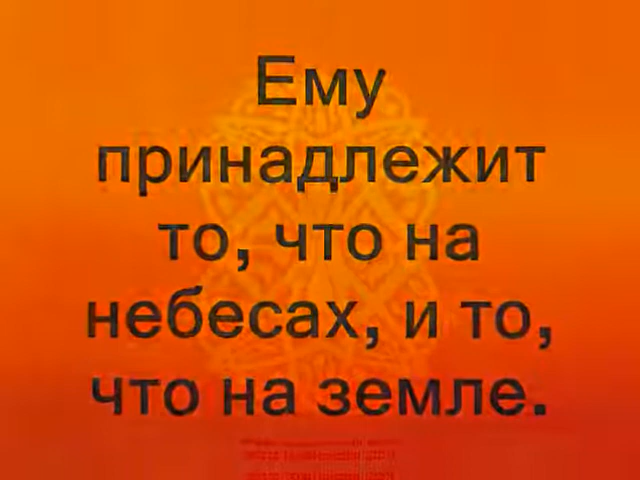 Ему
принадлежит
то, что на
небесах, и то,
что на земле.